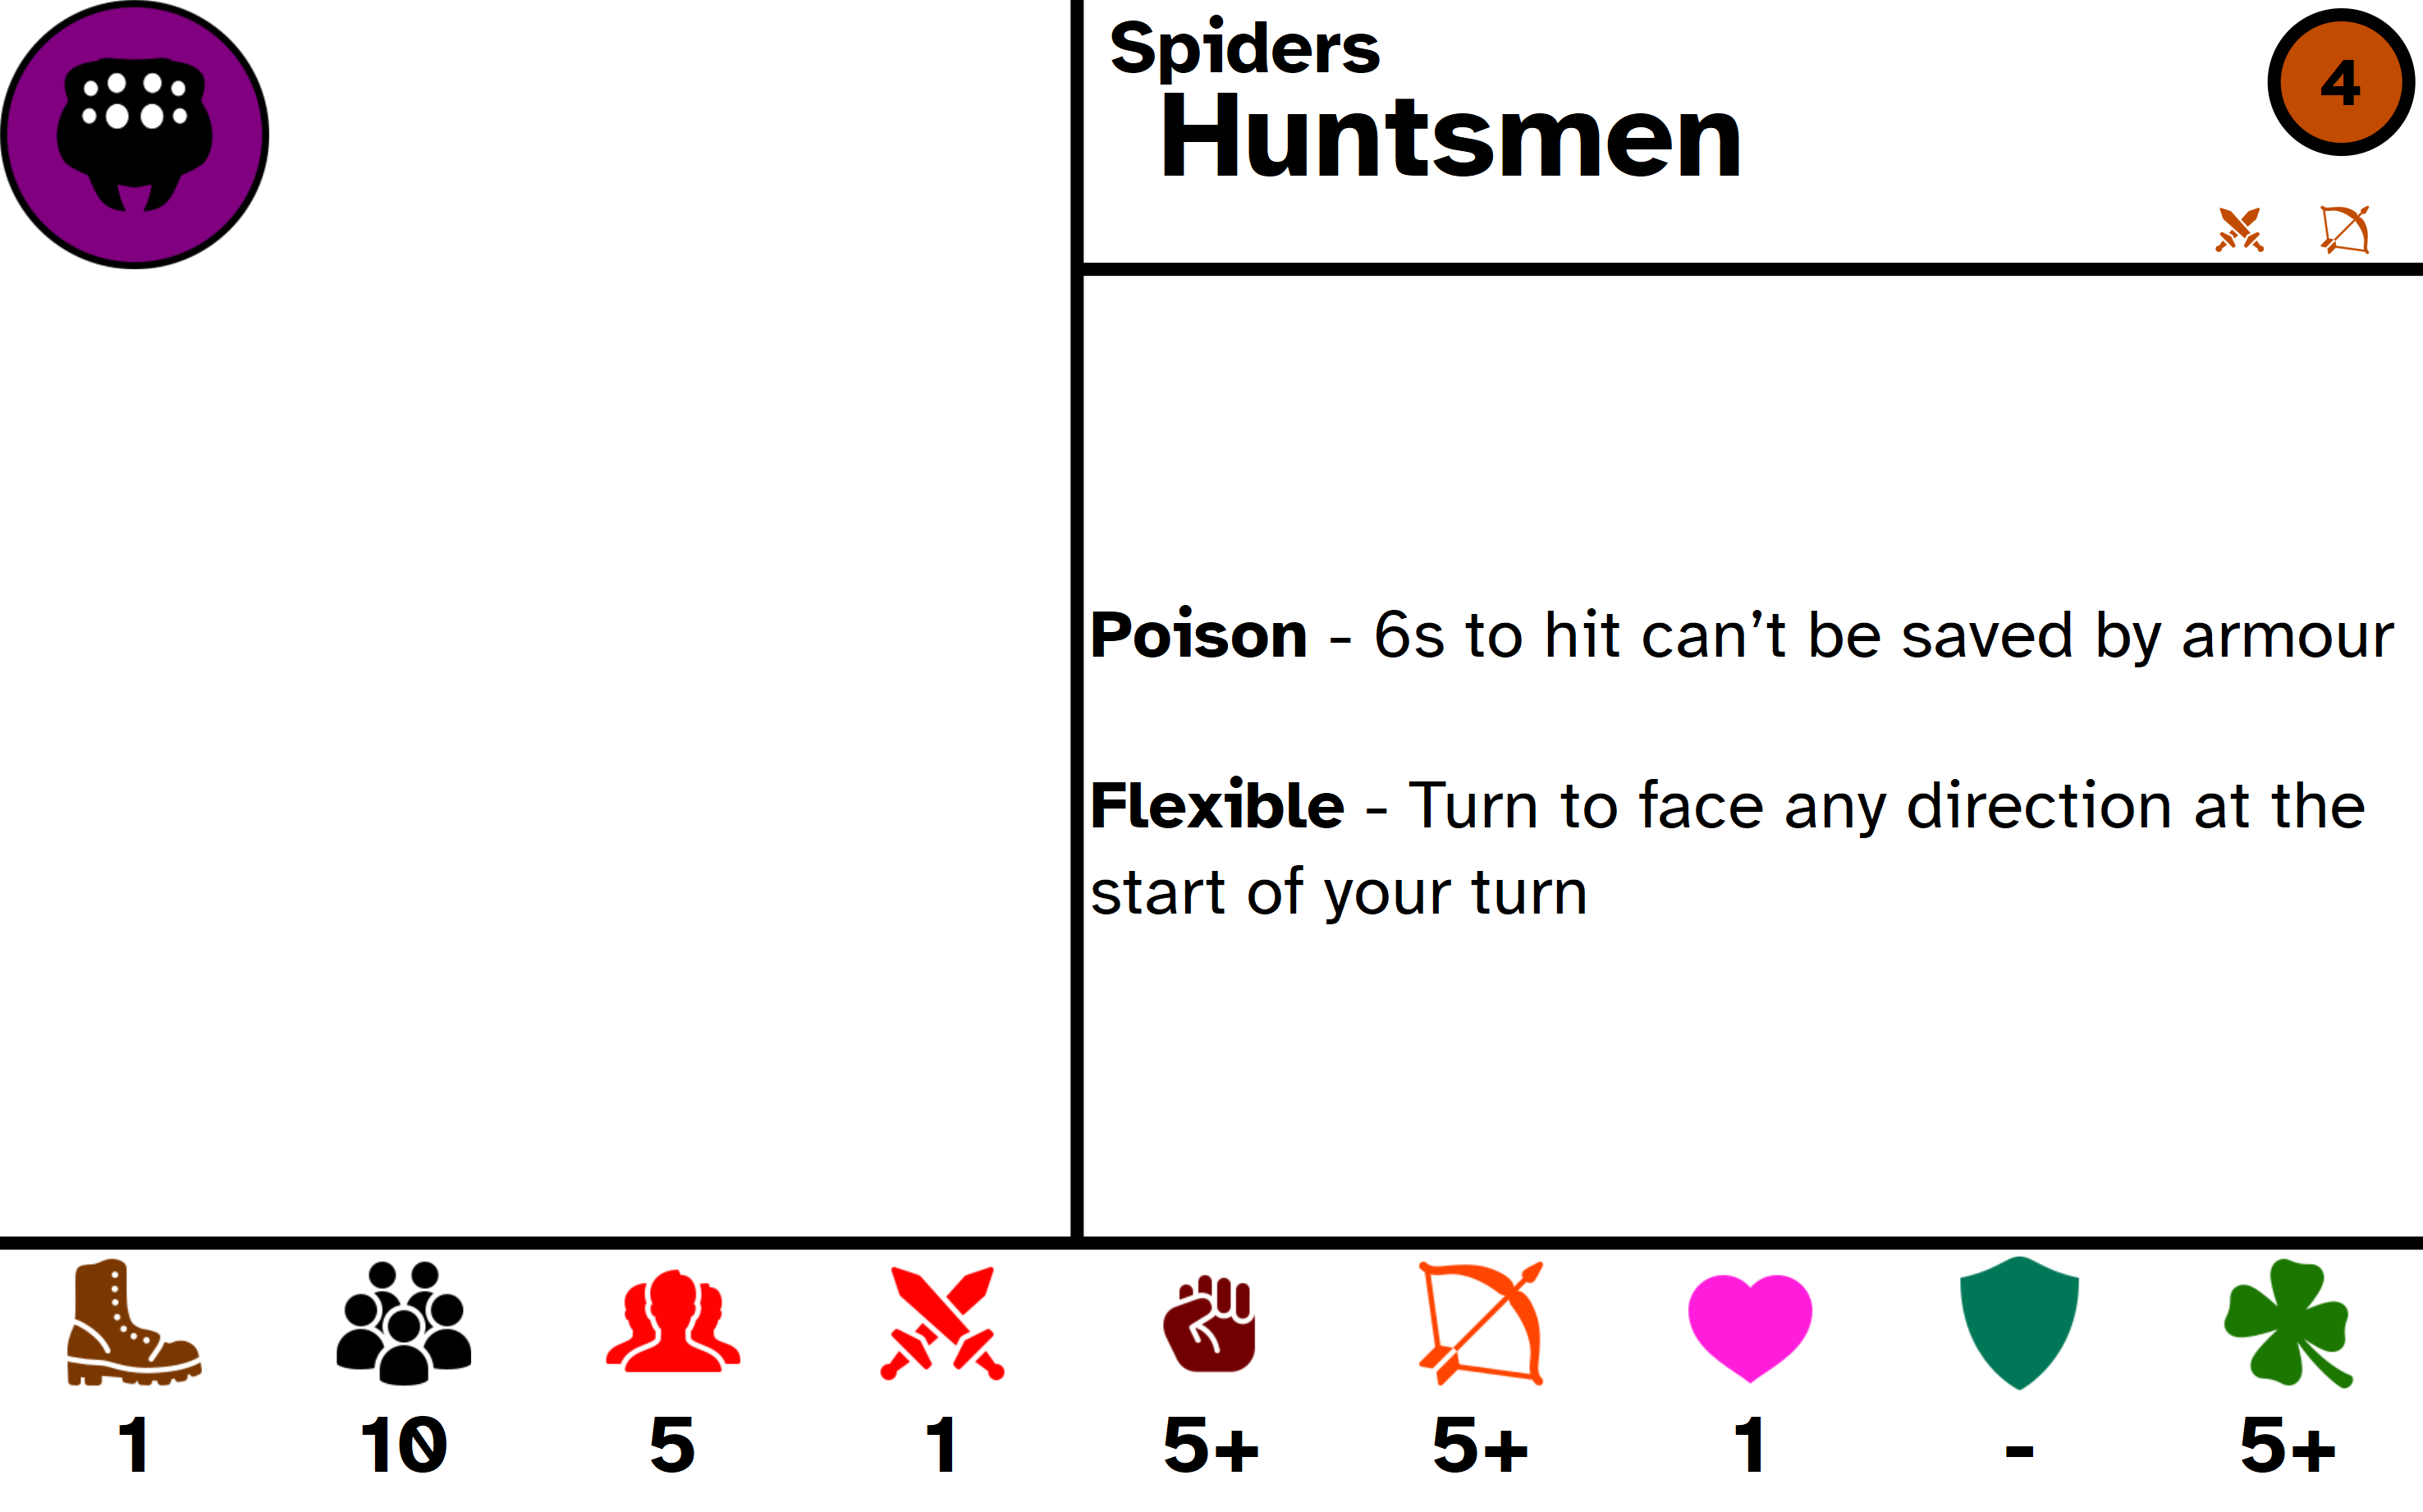 Spiders
Huntsmen
4
Poison - 6s to hit can’t be saved by armour
Flexible - Turn to face any direction at the
start of your turn
1 10 5 1 5+ 5+ 1 - 5+